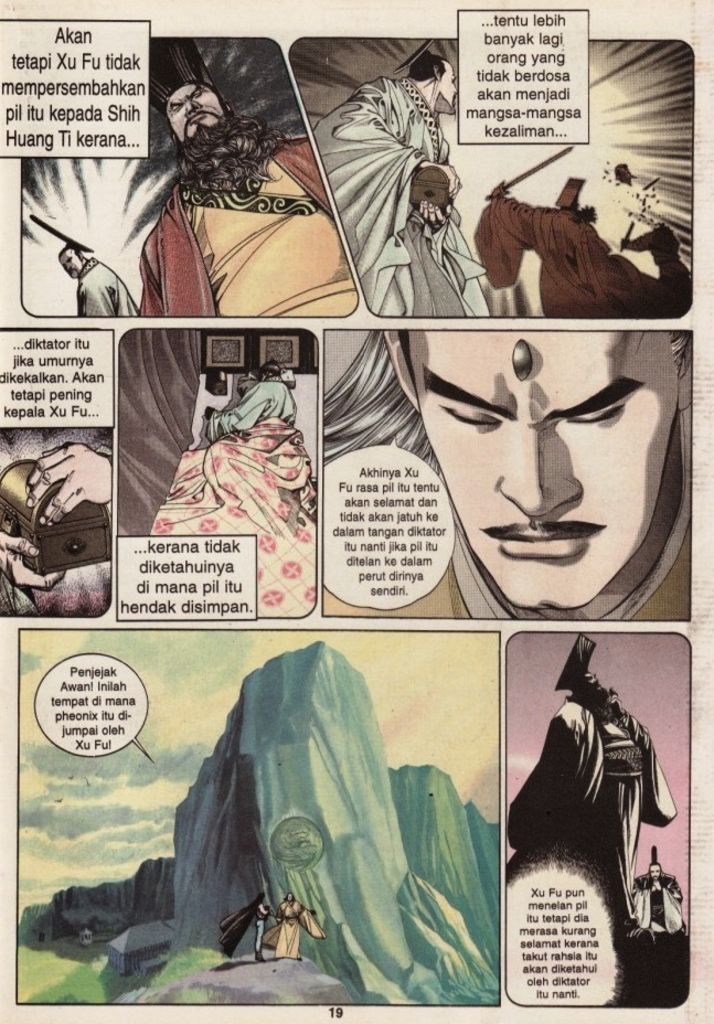 Akan
tetapi Xu Fu tidak
mempersembahkan
pil itu kepada Shih
Huang Ti kerana...
...tentu lebih
banyak lagi
orang yang
tidak berdosa
akan menjadi
mangsa-mangsa
kezaliman...
...diktator itu
jika umurnya
dikekalkan. Akan
tetapi pening
kepala Xu Fu...
...kerana tidak
diketahuinya
di mana pil itu
hendak disimpan.
Akhinya Xu
Fu rasa pil itu tentu
akan selamat dan
tidak akan jatuh ke
dalam tangan diktator
itu nanti jika pil itu
ditelan ke dalam
perut dirinya
sendiri.
Penjejak
Awan! Inilah
tempat di mana
pheonix itu di-
jumpai oleh
Xu Fu!
Xu Fu pun
menelan pil
itu tetapi dia
merasa kurang
selamat kerana
takut rahsia itu
akan diketahui
oleh diktator
itu nanti.
19